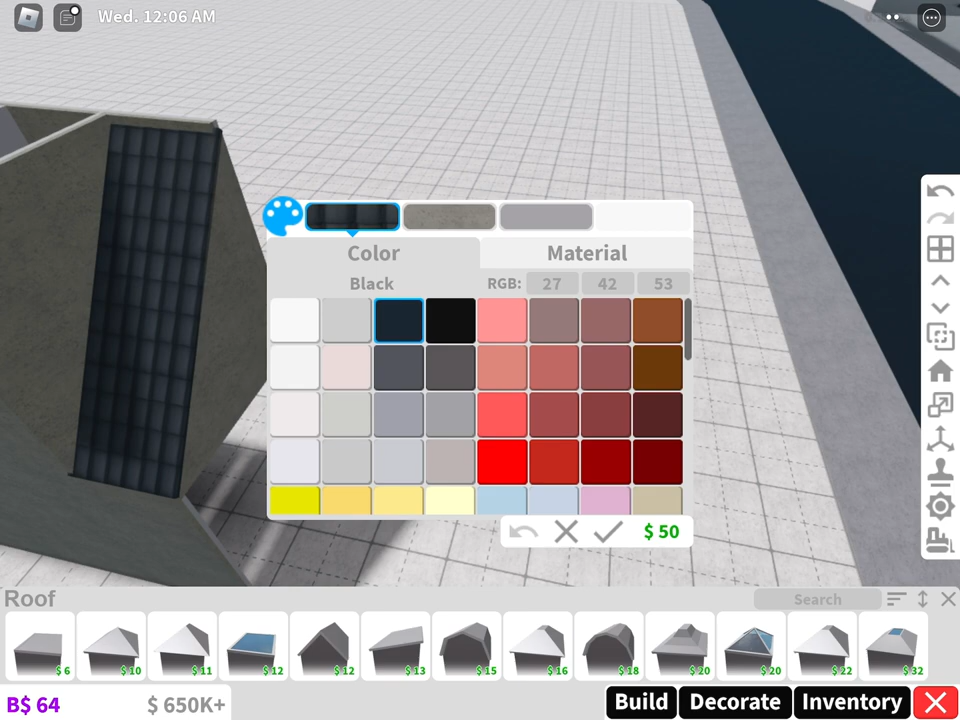 Wed. 12:06 AM
Color
Material
Black
RGB: 27 42 53
$ 50
Roof
Search
$ 6
$ 10
$ 11
$ 12
$ 12
$ 13
$ 15
$ 16
$ 18
$ 20
$ 20
$ 22
$ 32
B$ 64
$ 650K+
Build
Decorate
Inventory